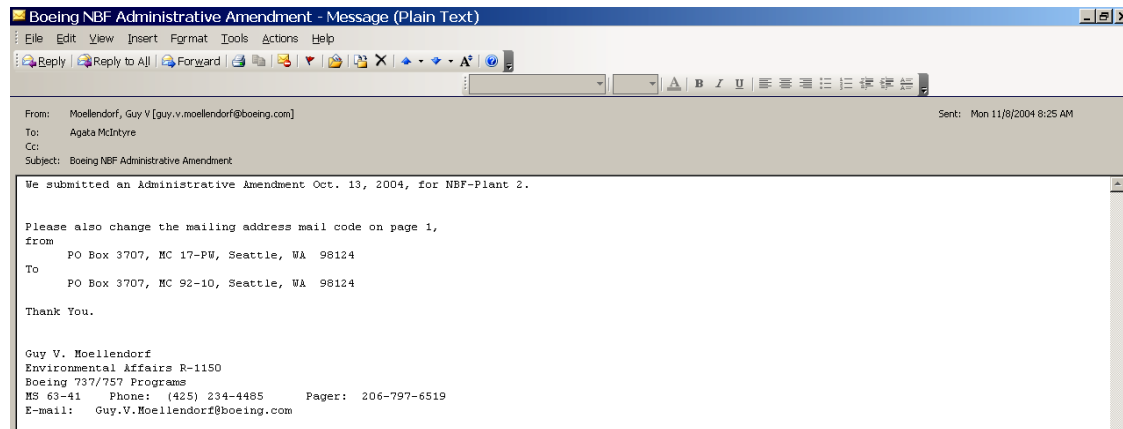 Boeing NBF Administrative Amendment - Message (Plain Text)
File Edit View Insert Format Tools Actions Help
Reply Reply to All Forward
A B I U
From: Moellendorf, Guy V [guy.v.moellendorf@boeing.com] Sent: Mon 11/8/2004 8:25 AM
To: Agata McIntyre
Cc:
Subject: Boeing NBF Administrative Amendment
We submitted an Administrative Amendment Oct. 13, 2004, for NBF-Plant 2.
Please also change the mailing address mail code on page 1,
from
PO Box 3707, MC 17-PW, Seattle, WA 98124
To
PO Box 3707, MC 92-10, Seattle, WA 98124
Thank You.
Guy V. Moellendorf
Environmental Affairs R-1150
Boeing 737/757 Programs
MS 63-41 Phone: (425) 234-4485 Pager: 206-797-6519
E-mail: Guy.V.Moellendorf@boeing.com